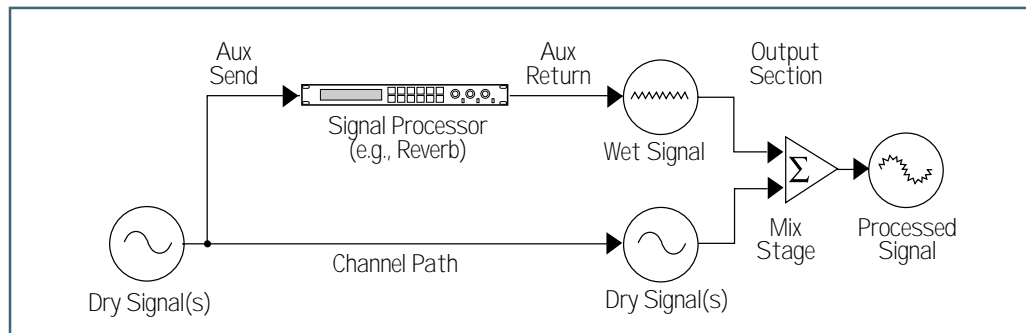 Aux
Send
Aux
Return
Output
Section
Signal Processor
(e.g., Reverb)
Wet Signal
Σ
Mix
Stage
Processed
Signal
Channel Path
Dry Signal(s)
Dry Signal(s)